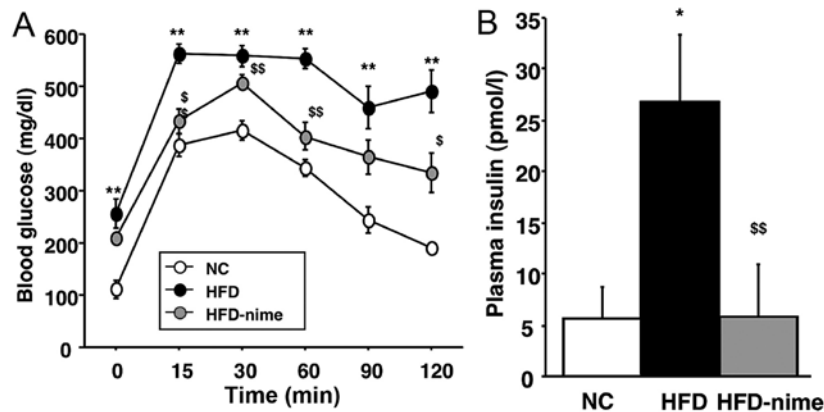 A
Blood glucose (mg/dl)
600
500
400
300
200
100
0
** ** ** ** ** **
$
$
$$
$$
$
NC
HFD
HFD-nime
0 15 30 60 90 120
Time (min)
B
Plasma insulin (pmol/l)
35
30
25
20
15
10
5
0
*
$$
NC HFD HFD-nime